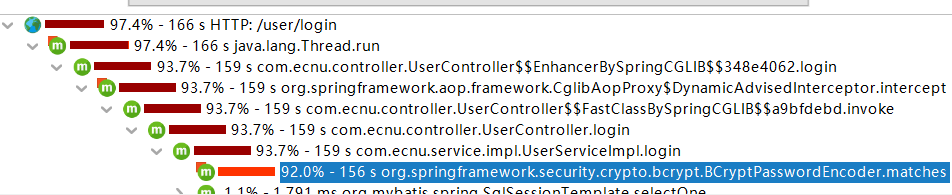 97.4% - 166 s HTTP: /user/login
m 97.4% - 166 s java.lang.Thread.run
m 93.7% - 159 s com.ecnu.controller.UserController$$EnhancerBySpringCGLIB$$348e4062.login
m 93.7% - 159 s org.springframework.aop.framework.CglibAopProxy$DynamicAdvisedInterceptor.intercept
m 93.7% - 159 s com.ecnu.controller.UserController$$FastClassBySpringCGLIB$$a9bfdebd.invoke
m 93.7% - 159 s com.ecnu.controller.UserController.login
m 93.7% - 159 s com.ecnu.service.impl.UserServiceImpl.login
m 92.0% - 156 s org.springframework.security.crypto.bcrypt.BCryptPasswordEncoder.matches
m 1.1% - 1,791 ms org.mybatis.spring.SqlSessionTemplate.selectOne